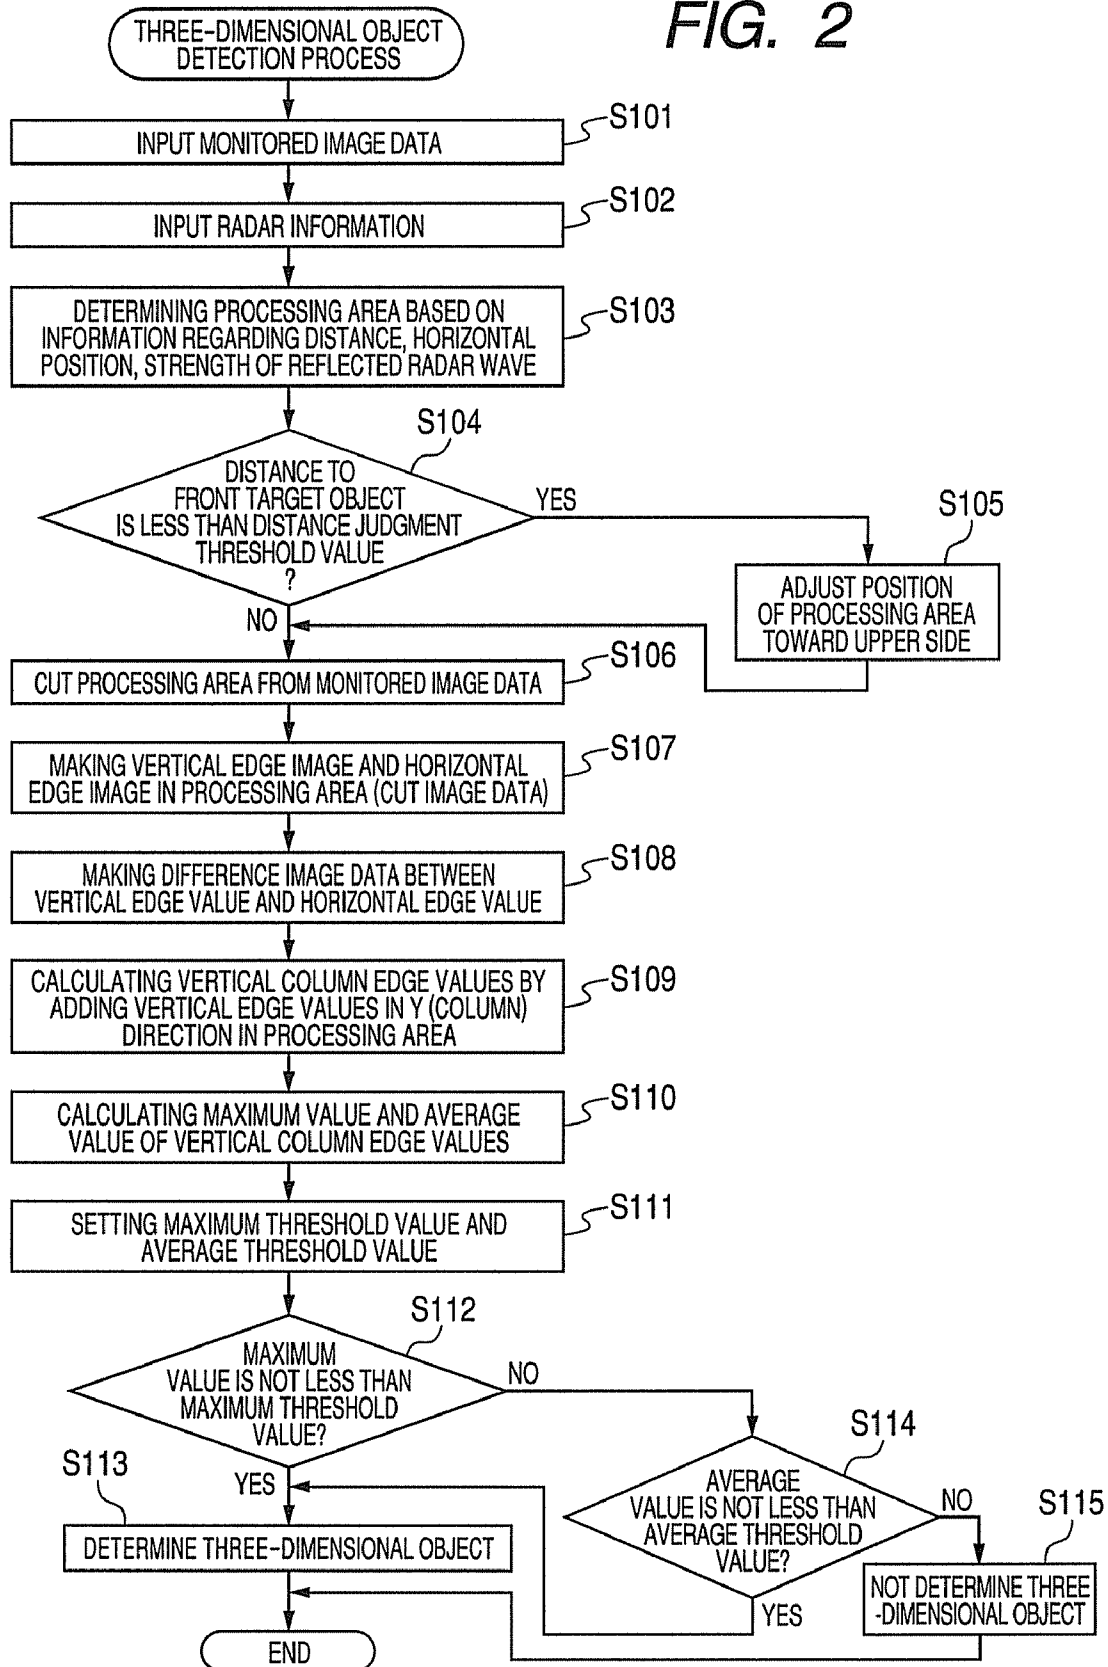 FIG. 2
THREE-DIMENSIONAL OBJECT
DETECTION PROCESS
S101
INPUT MONITORED IMAGE DATA
S102
INPUT RADAR INFORMATION
S103
DETERMINING PROCESSING AREA BASED ON
INFORMATION REGARDING DISTANCE, HORIZONTAL
POSITION, STRENGTH OF REFLECTED RADAR WAVE
S104
DISTANCE TO
FRONT TARGET OBJECT
IS LESS THAN DISTANCE JUDGMENT
THRESHOLD VALUE
?
YES
NO
S105
ADJUST POSITION
OF PROCESSING AREA
TOWARD UPPER SIDE
S106
CUT PROCESSING AREA FROM MONITORED IMAGE DATA
S107
MAKING VERTICAL EDGE IMAGE AND HORIZONTAL
EDGE IMAGE IN PROCESSING AREA (CUT IMAGE DATA)
S108
MAKING DIFFERENCE IMAGE DATA BETWEEN
VERTICAL EDGE VALUE AND HORIZONTAL EDGE VALUE
S109
CALCULATING VERTICAL COLUMN EDGE VALUES BY
ADDING VERTICAL EDGE VALUES IN Y (COLUMN)
DIRECTION IN PROCESSING AREA
S110
CALCULATING MAXIMUM VALUE AND AVERAGE
VALUE OF VERTICAL COLUMN EDGE VALUES
S111
SETTING MAXIMUM THRESHOLD VALUE AND
AVERAGE THRESHOLD VALUE
S112
MAXIMUM
VALUE IS NOT LESS THAN
MAXIMUM THRESHOLD
VALUE?
NO
YES
S113
DETERMINE THREE-DIMENSIONAL OBJECT
S114
AVERAGE
VALUE IS NOT LESS THAN
AVERAGE THRESHOLD
VALUE?
NO
YES
S115
NOT DETERMINE THREE
-DIMENSIONAL OBJECT
END